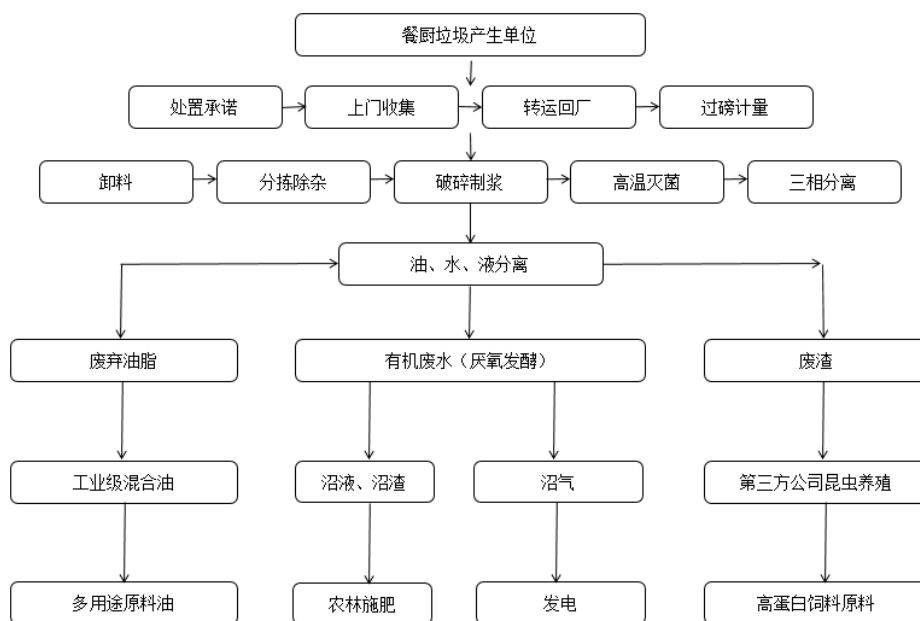 餐厨垃圾产生单位
处置承诺
上门收集
转运回厂
过磅计量
卸料
分拣除杂
破碎制浆
高温灭菌
三相分离
油、水、液分离
废弃油脂
有机废水（厌氧发酵）
废渣
工业级混合油
沼液、沼渣
沼气
第三方公司昆虫养殖
多用途原料油
农林施肥
发电
高蛋白饲料原料